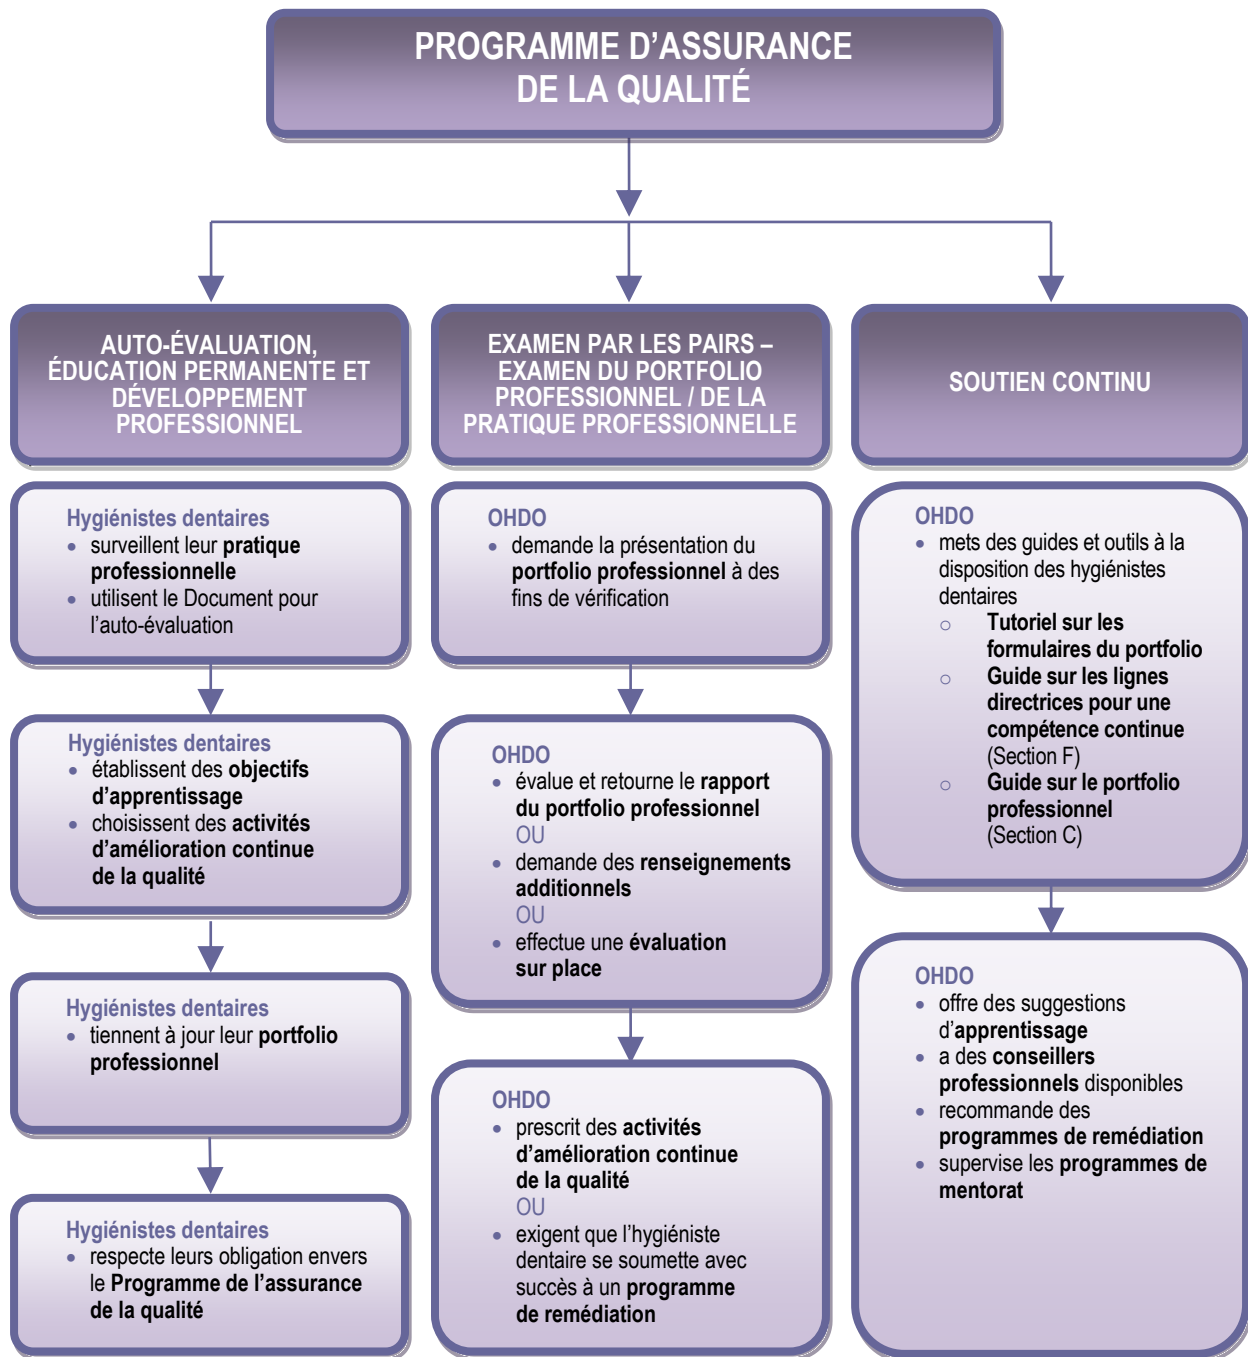 PROGRAMME D’ASSURANCE
DE LA QUALITÉ
AUTO-ÉVALUATION,
ÉDUCATION PERMANENTE ET
DÉVELOPPEMENT
PROFESSIONNEL
Hygiénistes dentaires
• surveillent leur pratique
professionnelle
• utilisent le Document pour
l’auto-évaluation
Hygiénistes dentaires
• établissent des objectifs
d’apprentissage
• choisissent des activités
d’amélioration continue
de la qualité
Hygiénistes dentaires
• tiennent à jour leur portfolio
professionnel
Hygiénistes dentaires
• respecte leurs obligation envers
le Programme de l’assurance
de la qualité
EXAMEN PAR LES PAIRS –
EXAMEN DU PORTFOLIO
PROFESSIONNEL / DE LA
PRATIQUE PROFESSIONNELLE
OHDO
• demande la présentation du
portfolio professionnel à des
fins de vérification
OHDO
• évalue et retourne le rapport
du portfolio professionnel
OU
• demande des renseignements
additionnels
OU
• effectue une évaluation
sur place
OHDO
• prescrit des activités
d’amélioration continue
de la qualité
OU
• exigent que l’hygiéniste
dentaire se soumette avec
succès à un programme
de remédiation
SOUTIEN CONTINU
OHDO
• mets des guides et outils à la
disposition des hygiénistes
dentaires
○ Tutoriel sur les
formulaires du portfolio
○ Guide sur les lignes
directrices pour une
compétence continue
(Section F)
○ Guide sur le portfolio
professionnel
(Section C)
OHDO
• offre des suggestions
d’apprentissage
• a des conseillers
professionnels disponibles
• recommande des
programmes de remédiation
• supervise les programmes de
mentorat